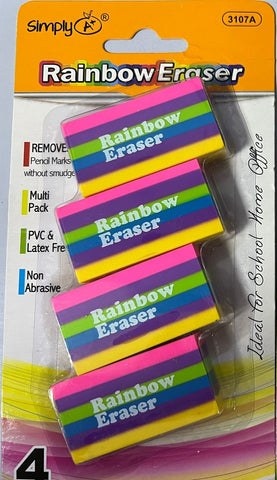 Simply A+®
3107A
Rainbow Eraser
REMOVE
Pencil Marks
without smudge
Multi
Pack
PVC &
Latex Fre
Non
Abrasive
Rainbow
Eraser
Rainbow
Eraser
Rainbow
Eraser
Rainbow
Eraser
Ideal for School Home Office
4